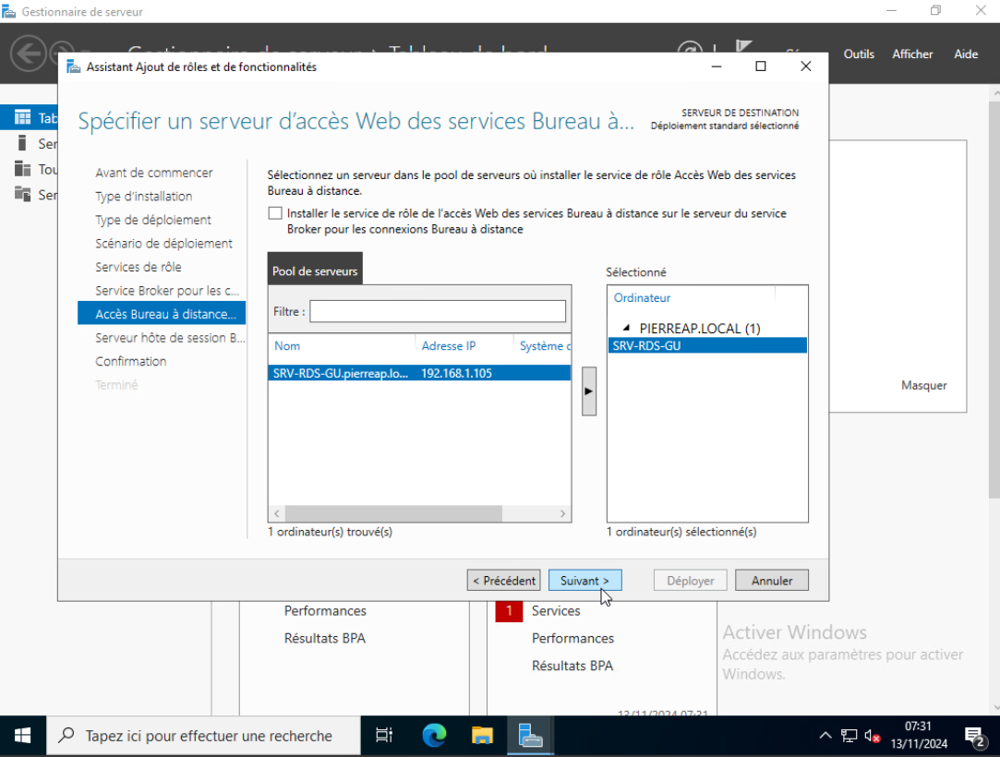 Gestionnaire de serveur
Outils
Afficher
Aide
Assistant Ajout de rôles et de fonctionnalités
Spécifier un serveur d'accès Web des services Bureau à...
SERVEUR DE DESTINATION
Déploiement standard sélectionné
Tab
Ser
Tou
Ser
Avant de commencer
Type d'installation
Type de déploiement
Scénario de déploiement
Services de rôle
Service Broker pour les c...
Accès Bureau à distance...
Serveur hôte de session B...
Confirmation
Terminé
Sélectionnez un serveur dans le pool de serveurs où installer le service de rôle Accès Web des services
Bureau à distance.
Installer le service de rôle de l'accès Web des services Bureau à distance sur le serveur du service
Broker pour les connexions Bureau à distance
Pool de serveurs
Filtre :
Nom
Adresse IP
Système d
SRV-RDS-GU.pierreap.lo...
192.168.1.105
1 ordinateur(s) trouvé(s)
Sélectionné
Ordinateur
PIERREAP.LOCAL (1)
SRV-RDS-GU
1 ordinateur(s) sélectionné(s)
Masquer
< Précédent
Suivant >
Déployer
Annuler
Performances
Résultats BPA
1
Services
Performances
Résultats BPA
13/11/2024 07:31
Activer Windows
Accédez aux paramètres pour activer
Windows.
Tapez ici pour effectuer une recherche
07:31
13/11/2024
2